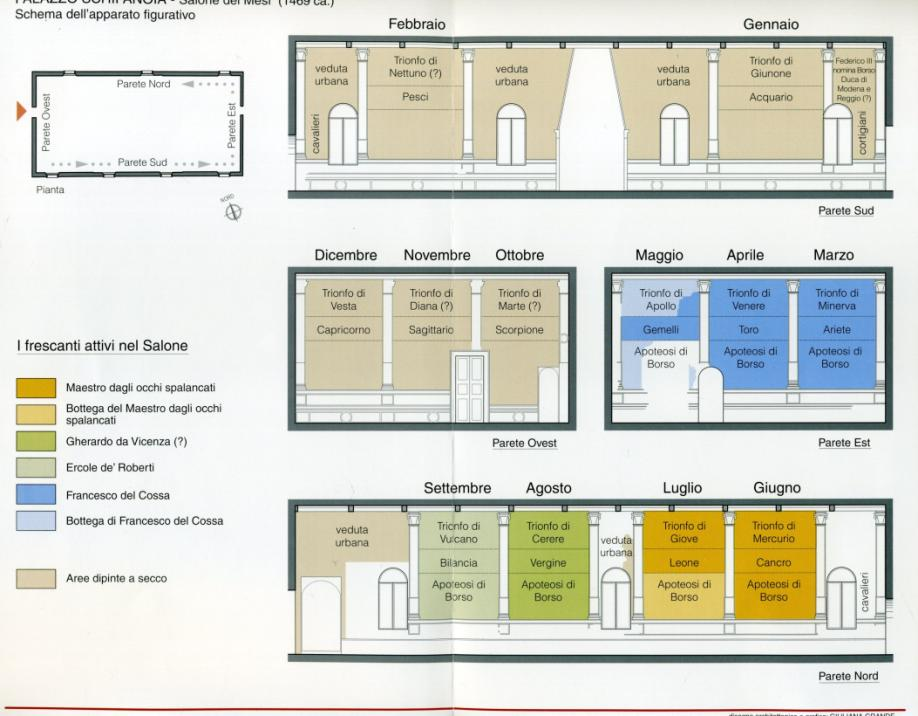 PALAZZO SCHIFANOIA - Salone dei Mesi (1469 ca.)
Schema dell'apparato figurativo
Parete Nord
Parete Ovest
Parete Est
Parete Sud
Pianta
NORD
Febbraio
Gennaio
cavalieri
veduta
urbana
Trionfo di
Nettuno (?)
Pesci
veduta
urbana
veduta
urbana
Trionfo di
Giunone
Acquario
Federico III
nomina Borso
Duca di
Modena e
Reggio (?)
cortigiani
Parete Sud
Dicembre
Novembre
Ottobre
Trionfo di
Vesta
Capricorno
Trionfo di
Diana (?)
Sagittario
Trionfo di
Marte (?)
Scorpione
Parete Ovest
Maggio
Aprile
Marzo
Trionfo di
Apollo
Gemelli
Apoteosi di
Borso
Trionfo di
Venere
Toro
Apoteosi di
Borso
Trionfo di
Minerva
Ariete
Apoteosi di
Borso
Parete Est
I frescanti attivi nel Salone
Maestro dagli occhi spalancati
Bottega del Maestro dagli occhi
spalancati
Gherardo da Vicenza (?)
Ercole de' Roberti
Francesco del Cossa
Bottega di Francesco del Cossa
Aree dipinte a secco
Settembre
Agosto
Luglio
Giugno
veduta
urbana
Trionfo di
Vulcano
Bilancia
Apoteosi di
Borso
Trionfo di
Cerere
Vergine
Apoteosi di
Borso
veduta
urbana
Trionfo di
Giove
Leone
Apoteosi di
Borso
Trionfo di
Mercurio
Cancro
Apoteosi di
Borso
cavalieri
Parete Nord
disegno architettonico e grafico: GIULIANA GRANDE